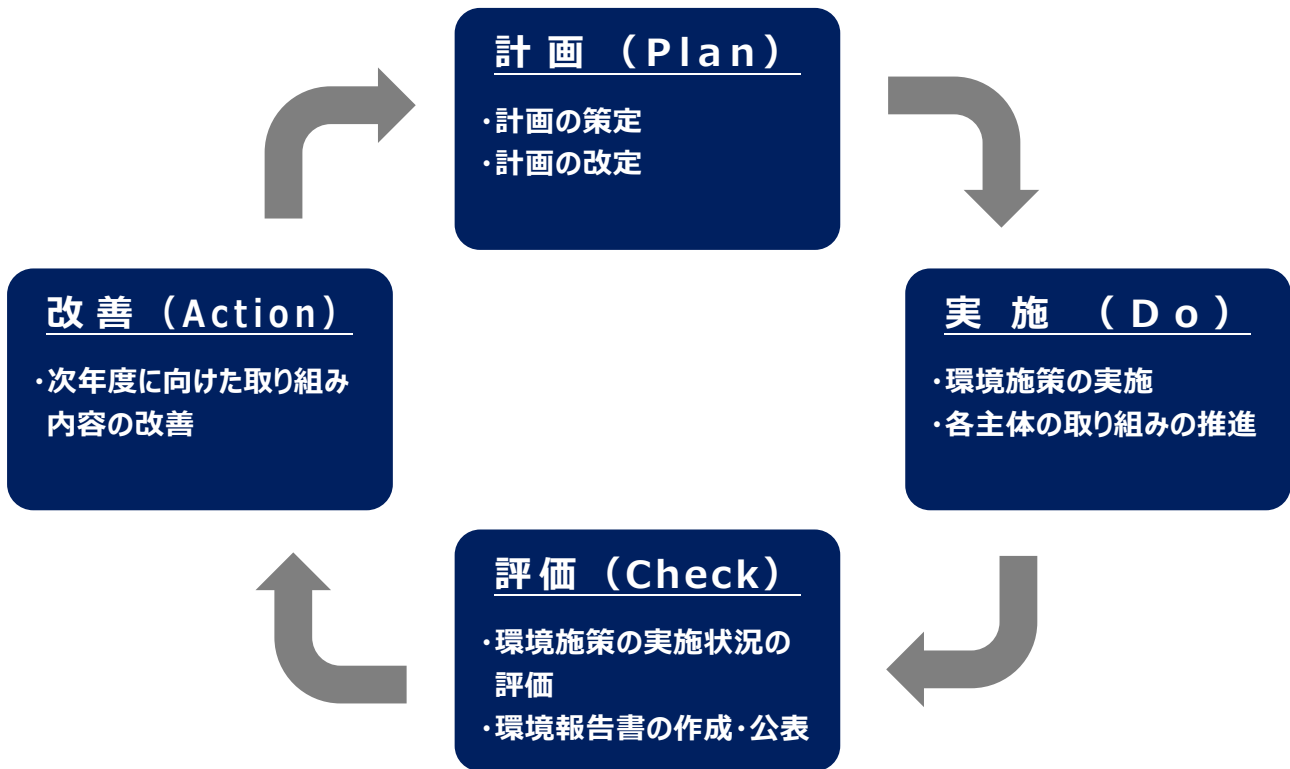 計画（Plan）
・計画の策定
・計画の改定
実施（Do）
・環境施策の実施
・各主体の取り組みの推進
評価（Check）
・環境施策の実施状況の
評価
・環境報告書の作成・公表
改善（Action）
・次年度に向けた取り組み
内容の改善